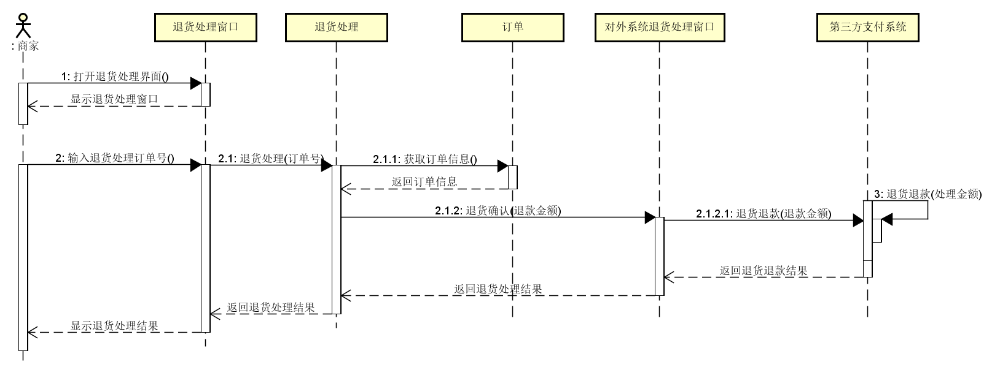 退货处理窗口
退货处理
订单
对外系统退货处理窗口
第三方支付系统
: 商家
1: 打开退货处理界面()
显示退货处理窗口
2: 输入退货处理订单号()
2.1: 退货处理(订单号)
2.1.1: 获取订单信息()
返回订单信息
3: 退货退款(处理金额)
2.1.2: 退货确认(退款金额)
2.1.2.1: 退货退款(退款金额)
返回退货退款结果
返回退货处理结果
返回退货处理结果
显示退货处理结果